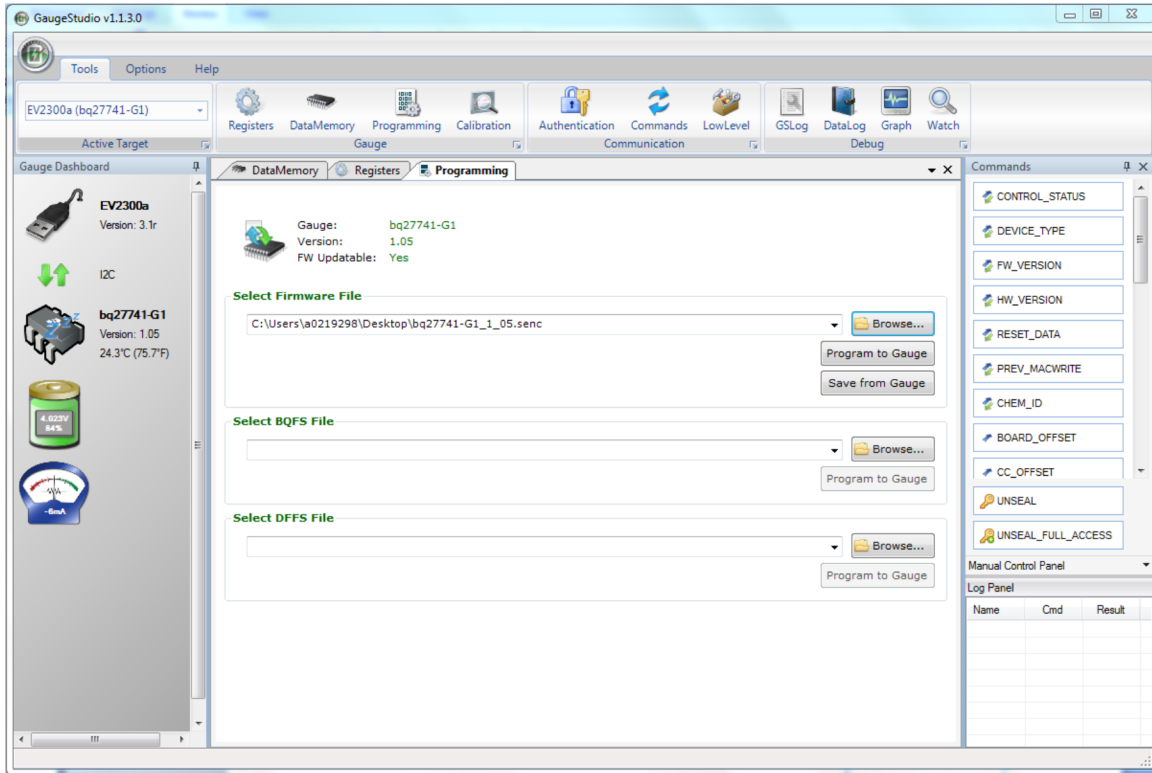 GaugeStudio v1.1.3.0
Tools Options Help
EV2300a (bq27741-G1)
Active Target
Registers DataMemory Programming Calibration
Gauge
Authentication Commands LowLevel
Communication
GSLog DataLog Graph Watch
Debug
Gauge Dashboard
EV2300a
Version: 3.1r
I2C
bq27741-G1
Version: 1.05
24.3°C (75.7°F)
4.023V
84%
-6mA
DataMemory Registers Programming
Gauge: bq27741-G1
Version: 1.05
FW Updatable: Yes
Select Firmware File
C:\Users\a0219298\Desktop\bq27741-G1_1_05.senc
Browse...
Program to Gauge
Save from Gauge
Select BQFS File
Browse...
Program to Gauge
Select DFFS File
Browse...
Program to Gauge
Commands
CONTROL_STATUS
DEVICE_TYPE
FW_VERSION
HW_VERSION
RESET_DATA
PREV_MACWRITE
CHEM_ID
BOARD_OFFSET
CC_OFFSET
UNSEAL
UNSEAL_FULL_ACCESS
Manual Control Panel
Log Panel
Name Cmd Result